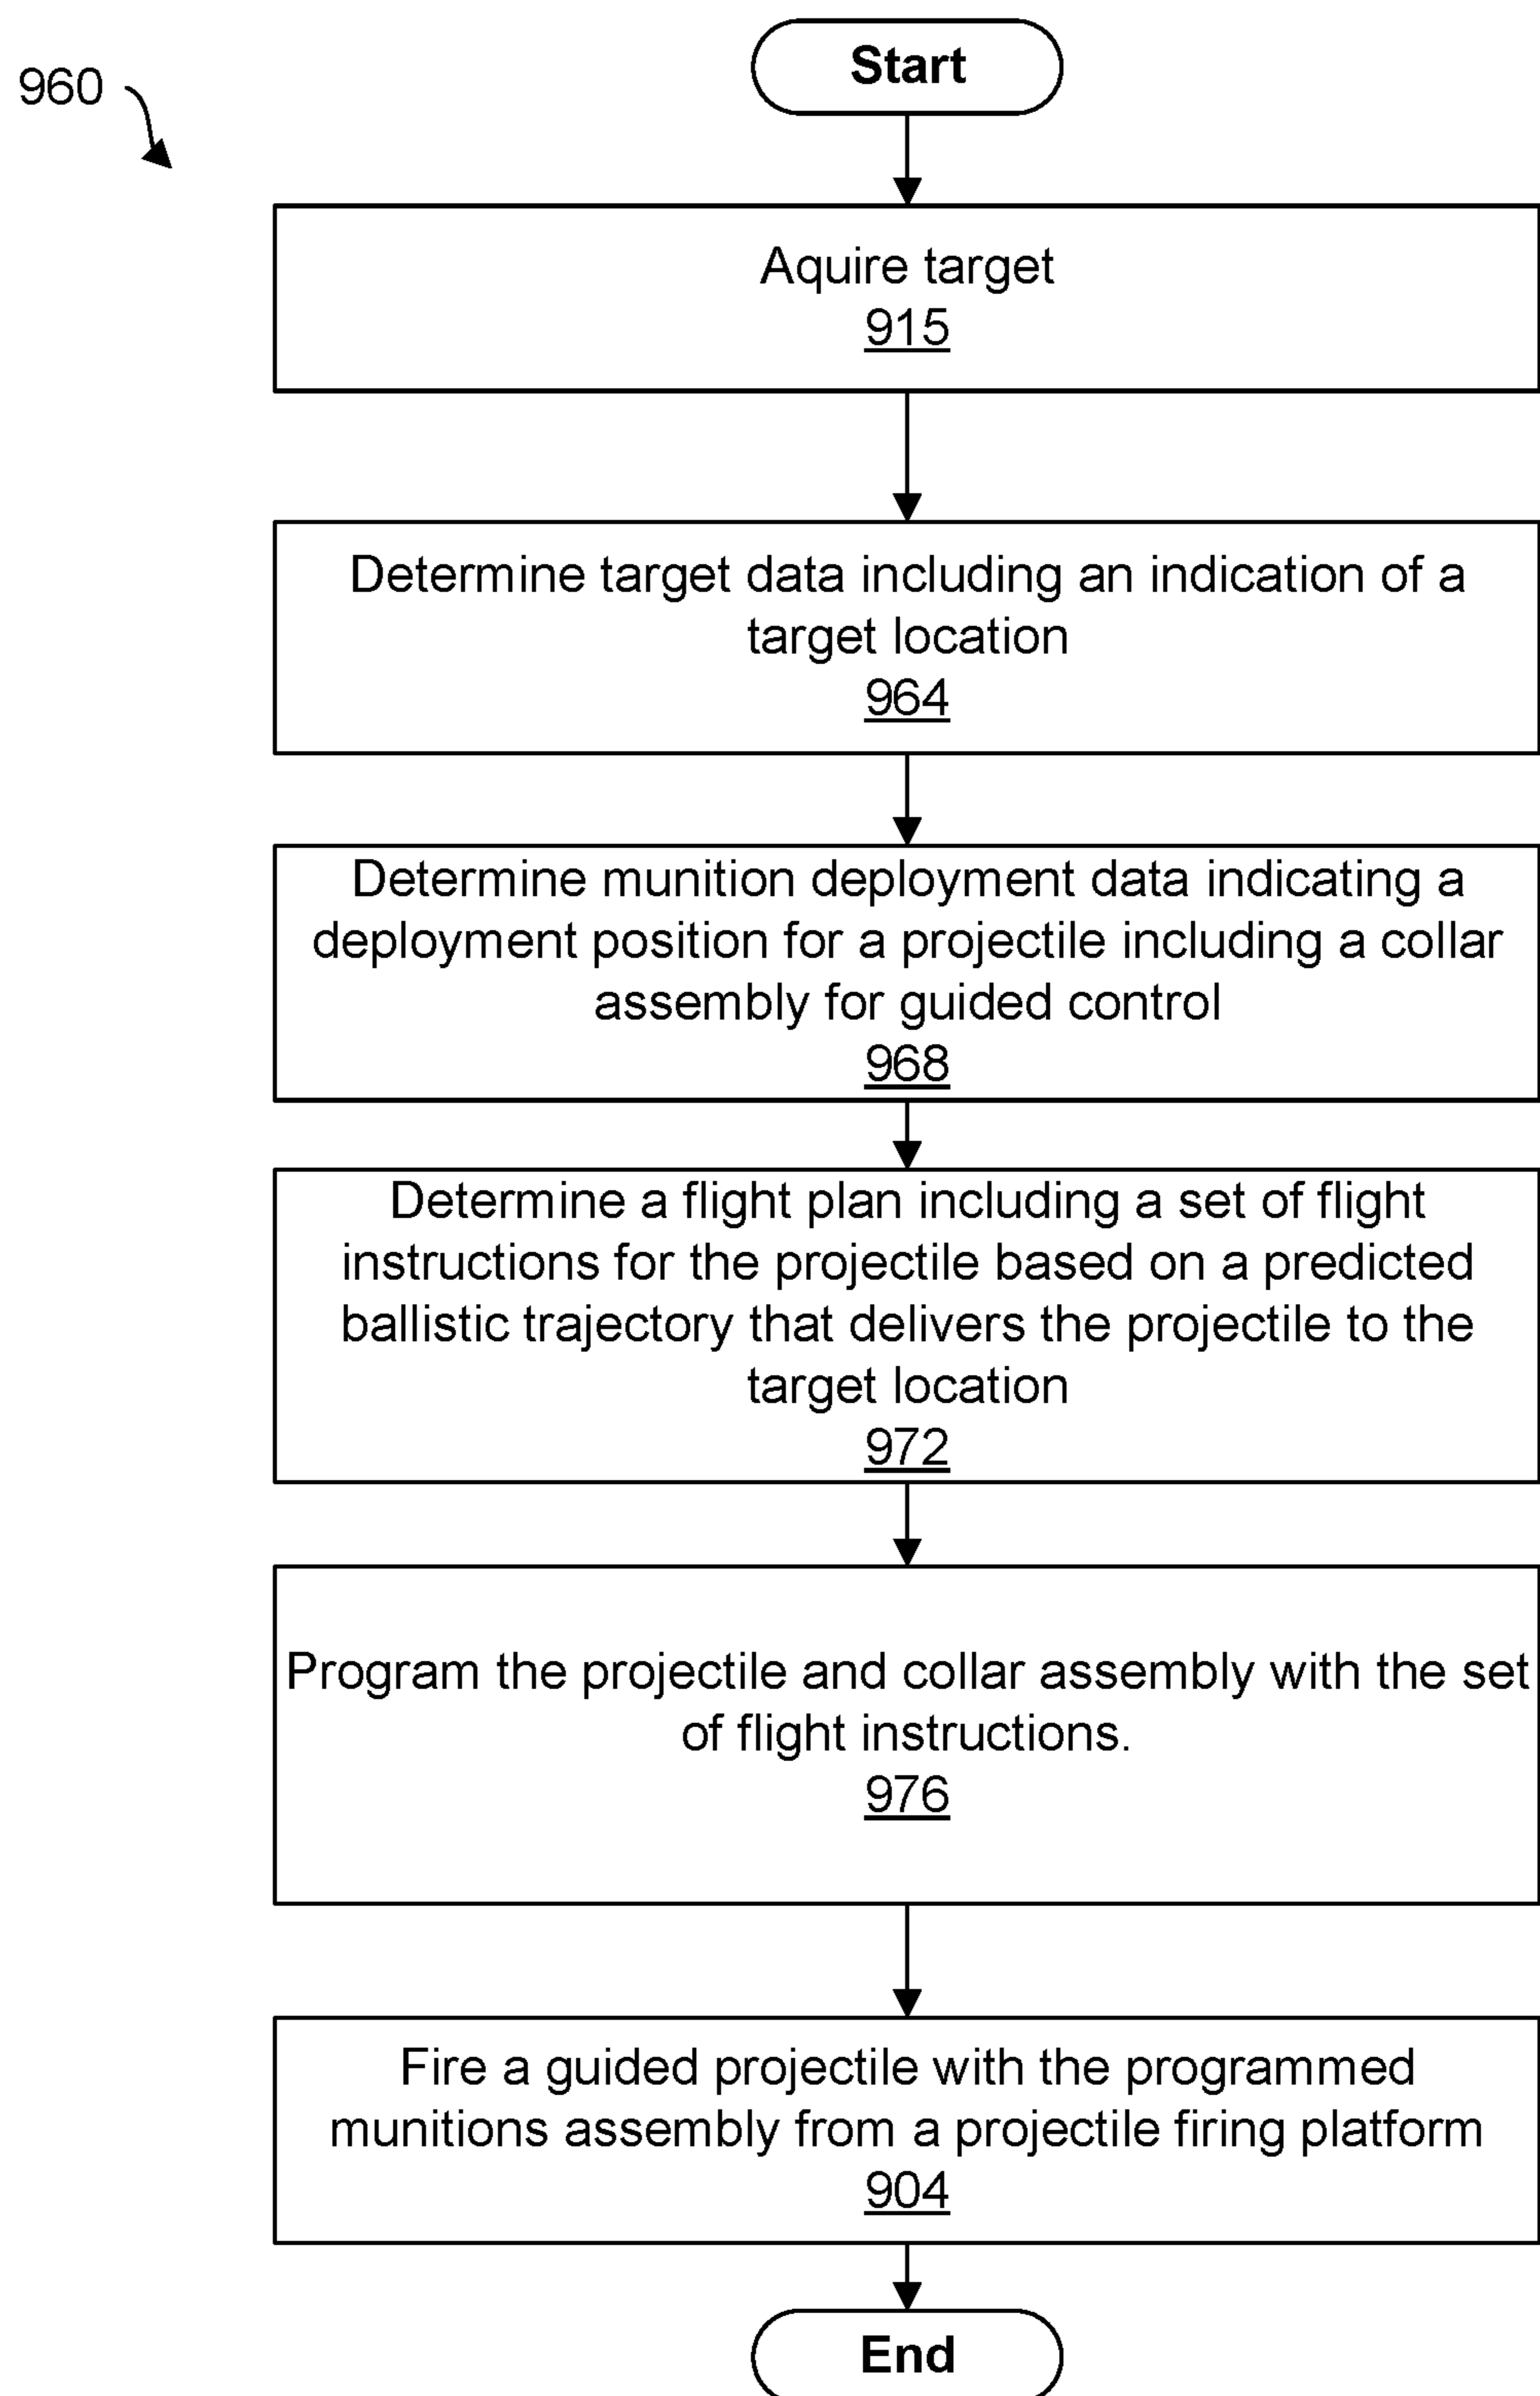 Start
960
Aquire target
915
Determine target data including an indication of a
target location
964
Determine munition deployment data indicating a
deployment position for a projectile including a collar
assembly for guided control
968
Determine a flight plan including a set of flight
instructions for the projectile based on a predicted
ballistic trajectory that delivers the projectile to the
target location
972
Program the projectile and collar assembly with the set
of flight instructions.
976
Fire a guided projectile with the programmed
munitions assembly from a projectile firing platform
904
End